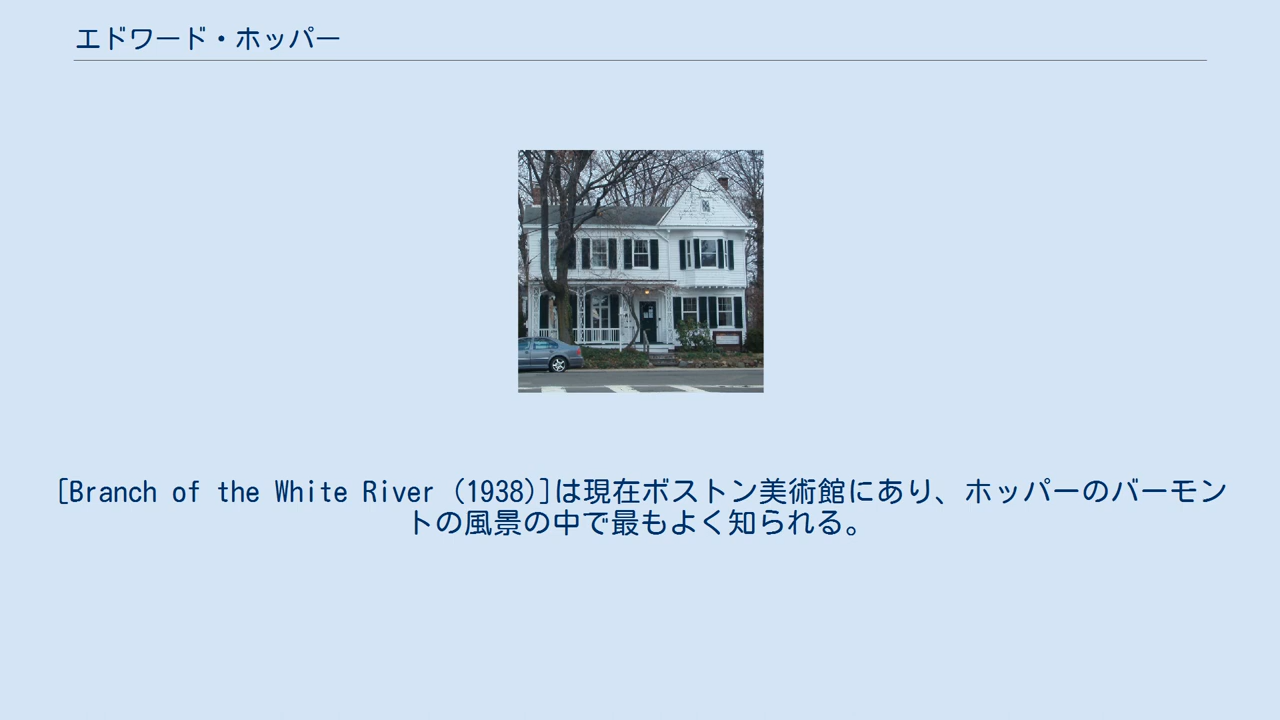 エドワード・ホッパー
[Branch of the White River (1938)]は現在ボストン美術館にあり、ホッパーのバーモン
トの風景の中で最もよく知られる。